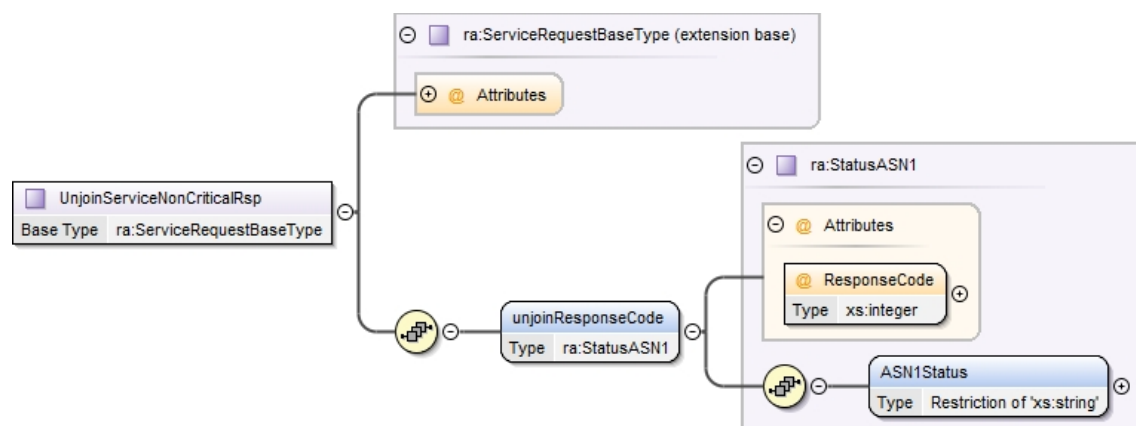 ra:ServiceRequestBaseType (extension base)
@ Attributes
ra:StatusASN1
UnjoinServiceNonCriticalRsp
Base Type ra:ServiceRequestBaseType
@ Attributes
@ ResponseCode
Type xs:integer
unjoinResponseCode
Type ra:StatusASN1
ASN1Status
Type Restriction of 'xs:string'